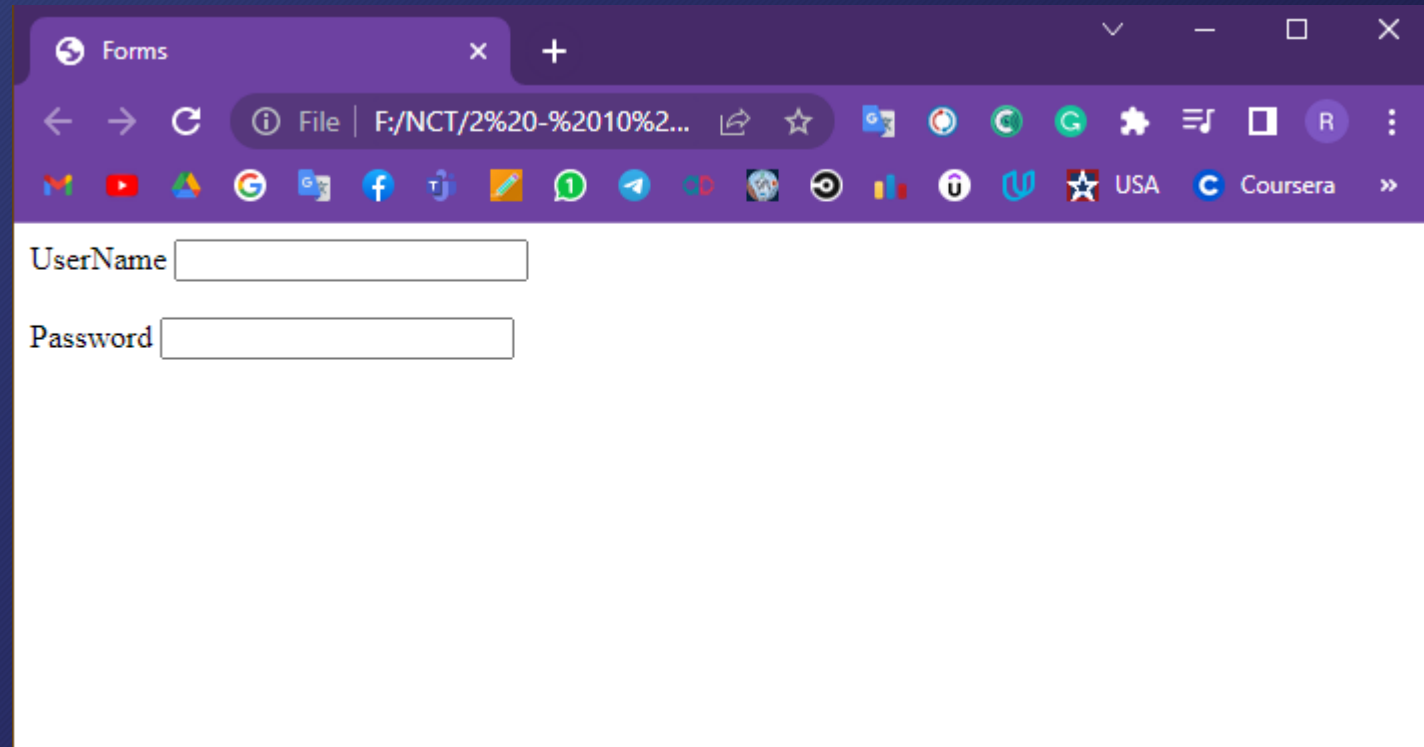 Forms
File F:/NCT/2%20-%2010%2...
R
USA
Coursera
UserName
Password